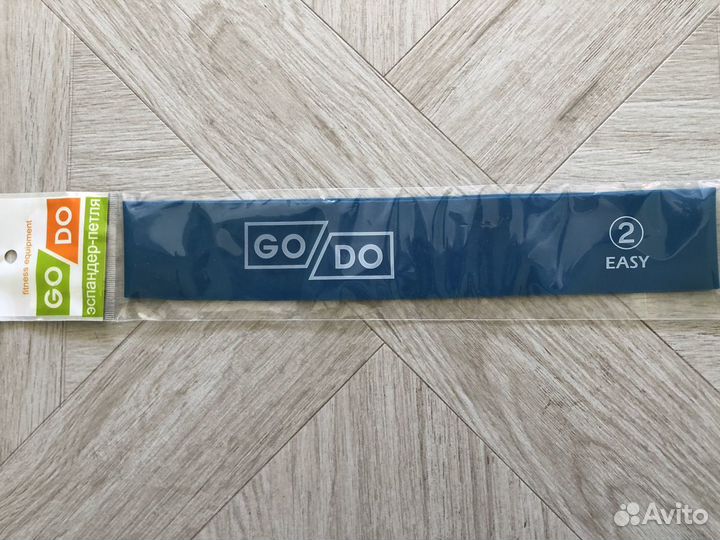 fitness equipment
GO/DO
эспандер-петля
GO/DO
2
EASY
Avito